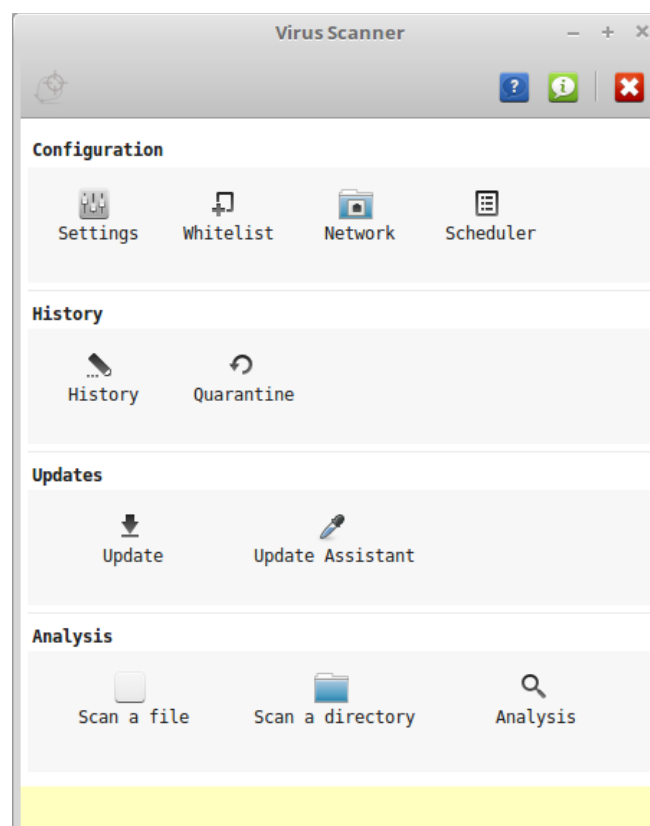 Virus Scanner
Configuration
Settings Whitelist Network Scheduler
History
History Quarantine
Updates
Update Update Assistant
Analysis
Scan a file Scan a directory Analysis